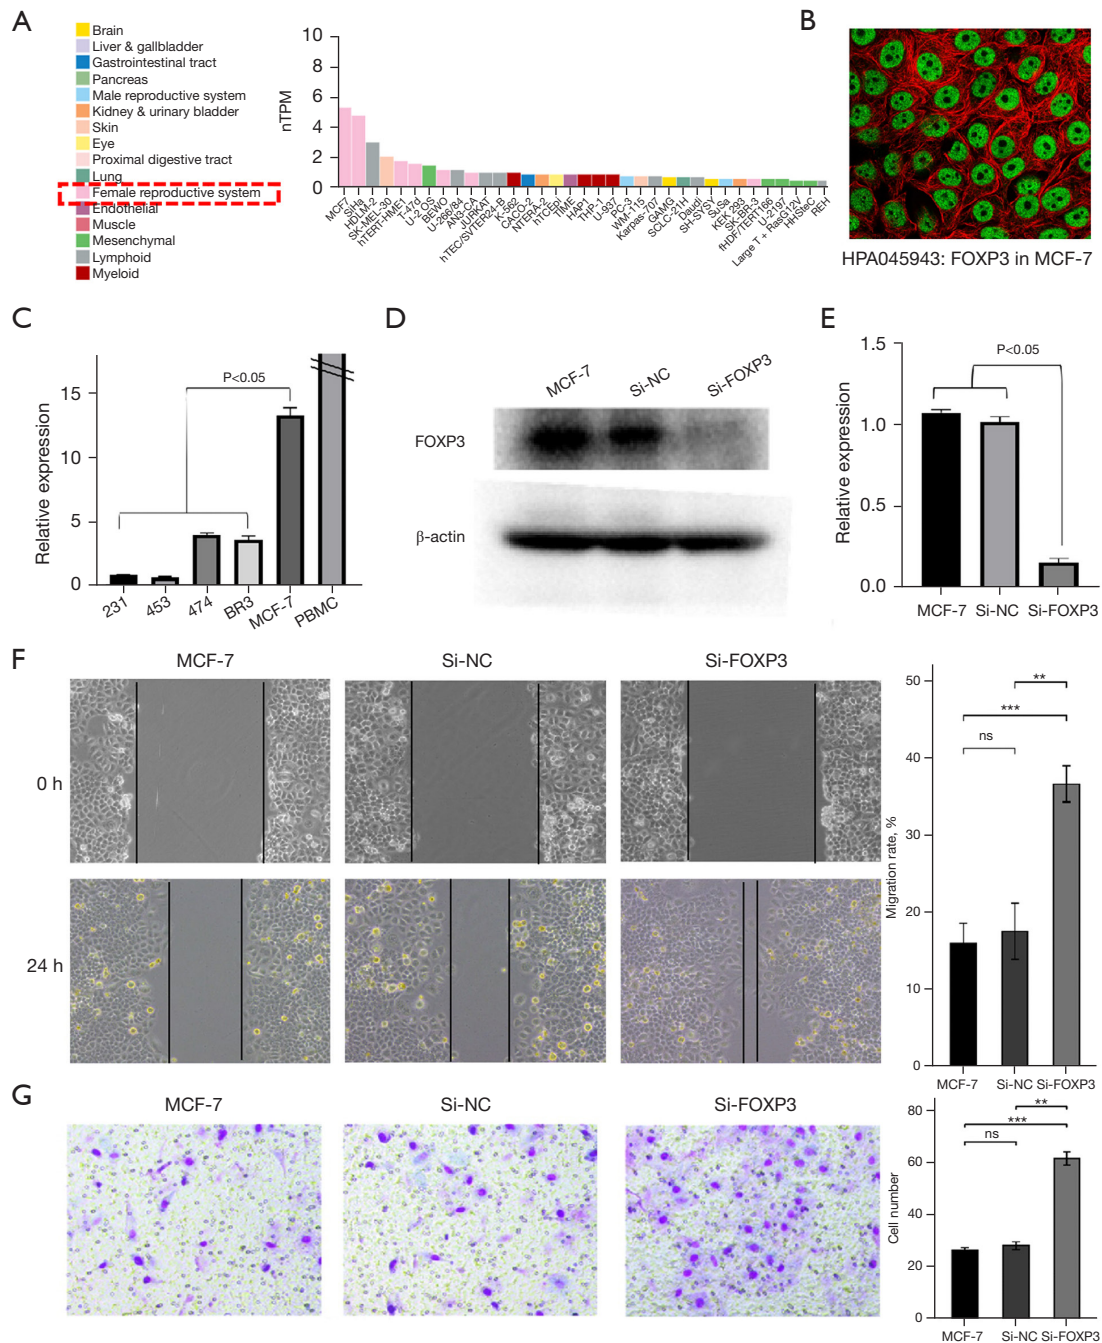 A
Brain
Liver & gallbladder
Gastrointestinal tract
Pancreas
Male reproductive system
Kidney & urinary bladder
Skin
Eye
Proximal digestive tract
Lung
Female reproductive system
Endothelial
Muscle
Mesenchymal
Lymphoid
Myeloid
nTPM
10
8
6
4
2
0
MCF7
SiHa
HDLM-2
SK-MEL-30
hTERT-HME1
T-47d
U-2 OS
BEWO
U-266/84
AN3-CA
JURKAT
hTEC/SVTER24-B
K-562
CACO-2
NTERA-2
hTCEpi
TIME
HAP1
THP-1
U-937
PC-3
WM-115
Karpas-707
GAMG
SCLC-21H
Daudi
SH-SY5Y
SuSa
KEK 293
SK-BR-3
fHDF/TERT166
U-2197
Large T + RasG12V
HHSteC
REH
B
HPA045943: FOXP3 in MCF-7
C
Relative expression
15
10
5
0
P<0.05
231
453
474
BR3
MCF-7
PBMC
D
MCF-7
Si-NC
Si-FOXP3
FOXP3
β-actin
E
Relative expression
1.5
1.0
0.5
0.0
P<0.05
MCF-7
Si-NC
Si-FOXP3
F
MCF-7
Si-NC
Si-FOXP3
0 h
24 h
Migration rate, %
50
40
30
20
10
0
**
***
ns
MCF-7
Si-NC
Si-FOXP3
G
MCF-7
Si-NC
Si-FOXP3
Cell number
80
60
40
20
0
**
***
ns
MCF-7
Si-NC
Si-FOXP3